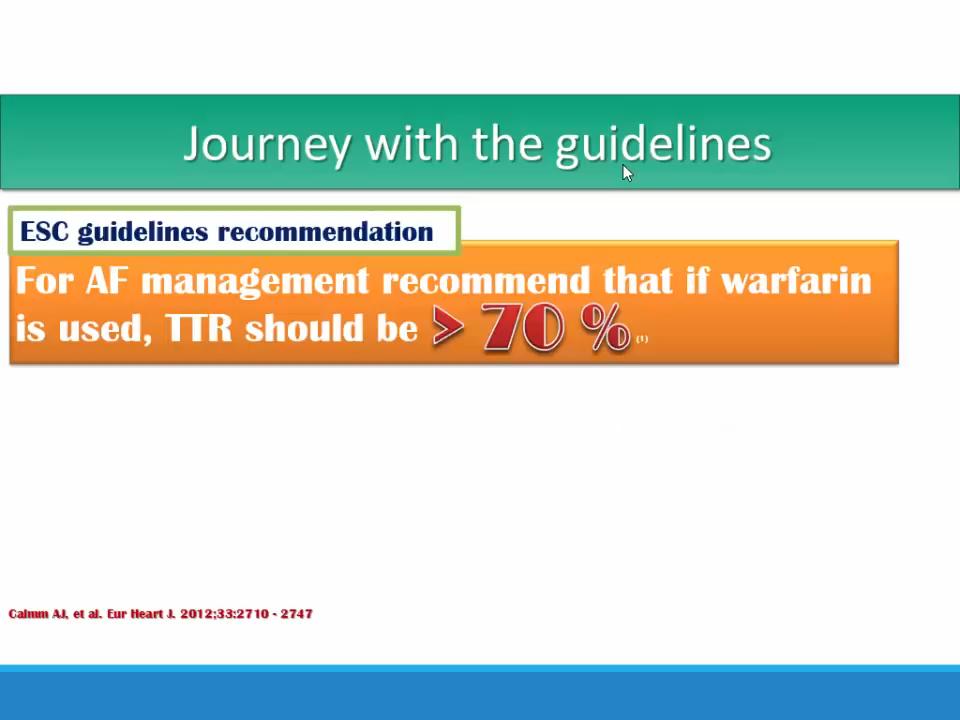 Journey with the guidelines
ESC guidelines recommendation
For AF management recommend that if warfarin
is used, TTR should be > 70 % (1)
Calmm AJ, et al. Eur Heart J. 2012;33:2710 - 2747